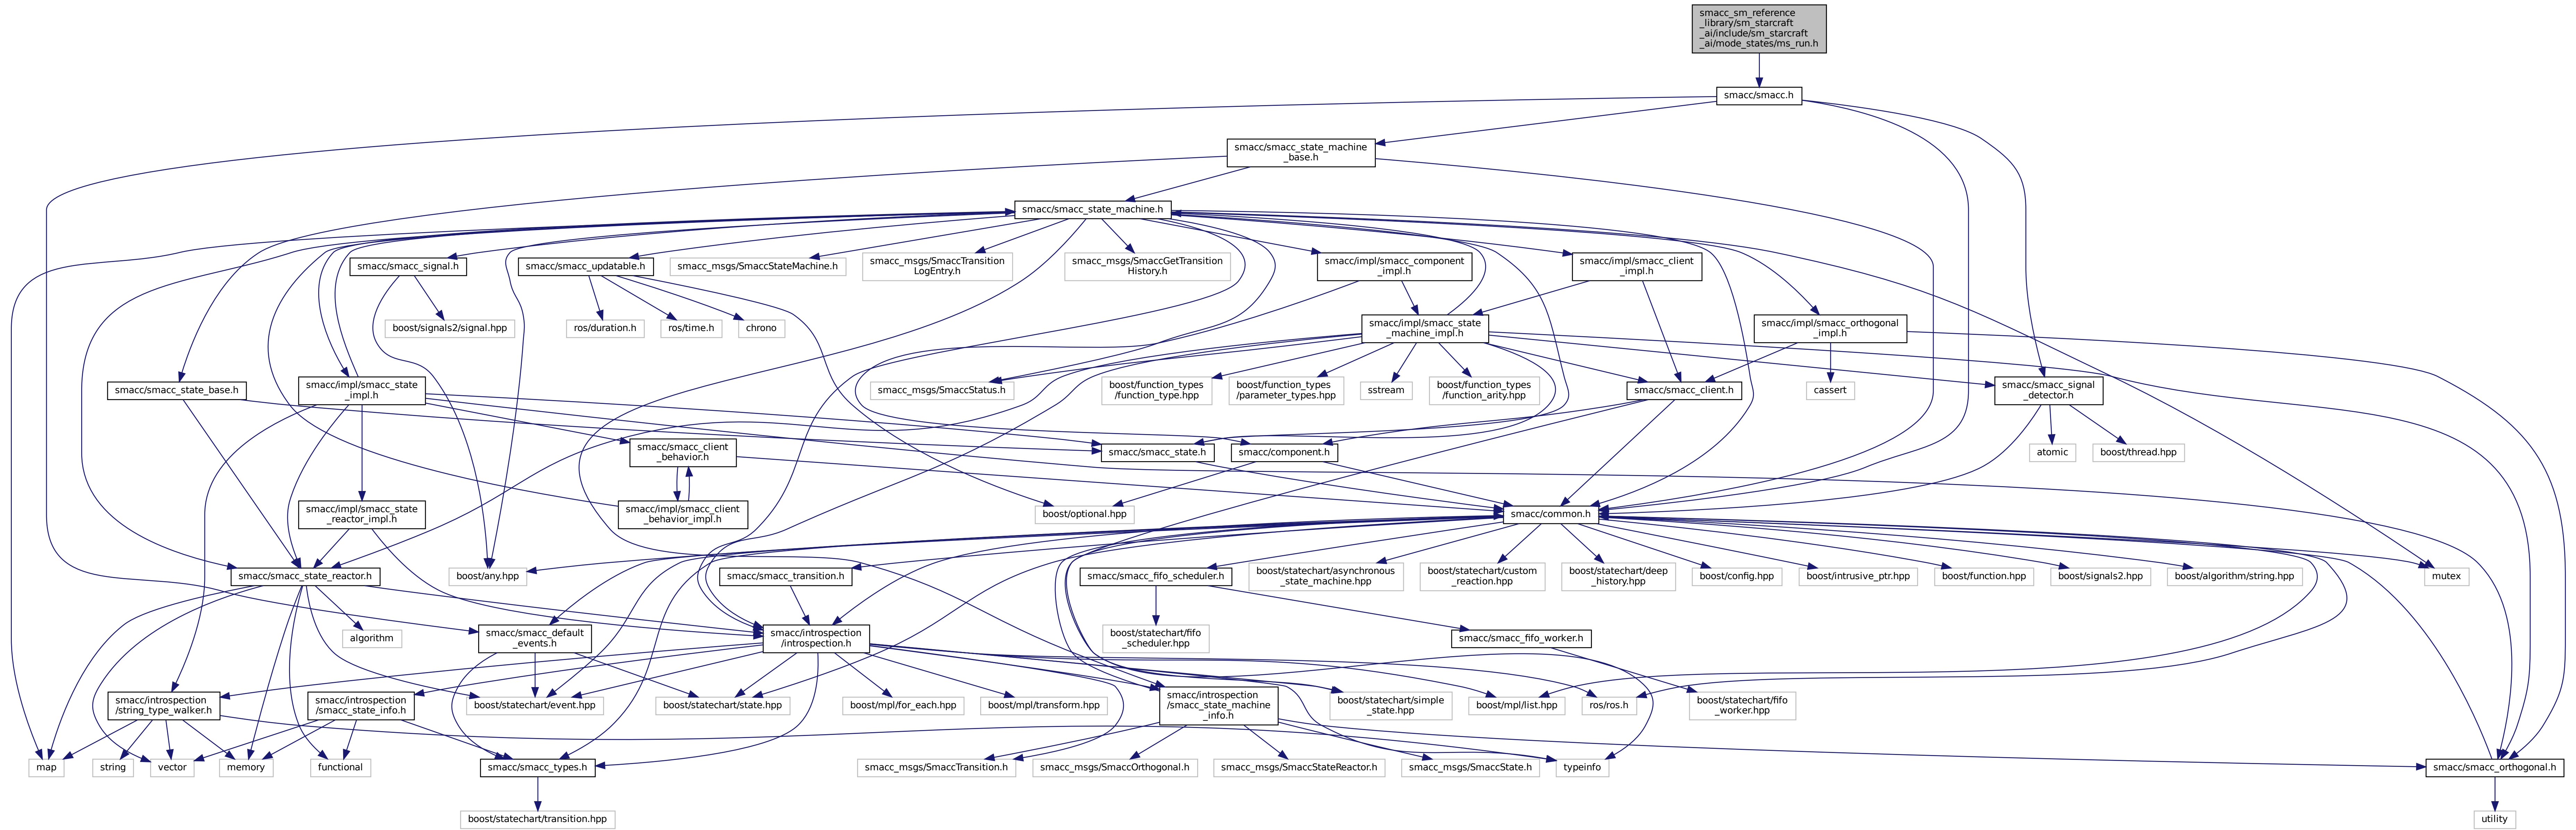 smacc_sm_reference
_library/sm_starcraft
_ai/include/sm_starcraft
_ai/mode_states/ms_run.h
smacc/smacc.h
smacc/smacc_state_machine
_base.h
smacc/smacc_state_machine.h
smacc/smacc_signal.h
smacc/smacc_updatable.h
smacc_msgs/SmaccStateMachine.h
smacc_msgs/SmaccTransition
LogEntry.h
smacc_msgs/SmaccGetTransition
History.h
smacc/impl/smacc_component
_impl.h
smacc/impl/smacc_client
_impl.h
boost/signals2/signal.hpp
ros/duration.h
ros/time.h
chrono
smacc/impl/smacc_state
_machine_impl.h
smacc/impl/smacc_orthogonal
_impl.h
smacc/smacc_state_base.h
smacc/impl/smacc_state
_impl.h
smacc_msgs/SmaccStatus.h
boost/function_types
/function_type.hpp
boost/function_types
/parameter_types.hpp
sstream
boost/function_types
/function_arity.hpp
smacc/smacc_client.h
cassert
smacc/smacc_signal
_detector.h
smacc/smacc_client
_behavior.h
smacc/smacc_state.h
smacc/component.h
atomic
boost/thread.hpp
smacc/impl/smacc_state
_reactor_impl.h
smacc/impl/smacc_client
_behavior_impl.h
boost/optional.hpp
smacc/common.h
smacc/smacc_state_reactor.h
boost/any.hpp
smacc/smacc_transition.h
smacc/smacc_fifo_scheduler.h
boost/statechart/asynchronous
_state_machine.hpp
boost/statechart/custom
_reaction.hpp
boost/statechart/deep
_history.hpp
boost/config.hpp
boost/intrusive_ptr.hpp
boost/function.hpp
boost/signals2.hpp
boost/algorithm/string.hpp
mutex
algorithm
smacc/smacc_default
_events.h
smacc/introspection
/introspection.h
boost/statechart/fifo
_scheduler.hpp
smacc/smacc_fifo_worker.h
smacc/introspection
/string_type_walker.h
smacc/introspection
/smacc_state_info.h
boost/statechart/event.hpp
boost/statechart/state.hpp
boost/mpl/for_each.hpp
boost/mpl/transform.hpp
smacc/introspection
/smacc_state_machine
_info.h
boost/statechart/simple
_state.hpp
boost/mpl/list.hpp
ros/ros.h
boost/statechart/fifo
_worker.hpp
map
string
vector
memory
functional
smacc/smacc_types.h
smacc_msgs/SmaccTransition.h
smacc_msgs/SmaccOrthogonal.h
smacc_msgs/SmaccStateReactor.h
smacc_msgs/SmaccState.h
typeinfo
smacc/smacc_orthogonal.h
boost/statechart/transition.hpp
utility